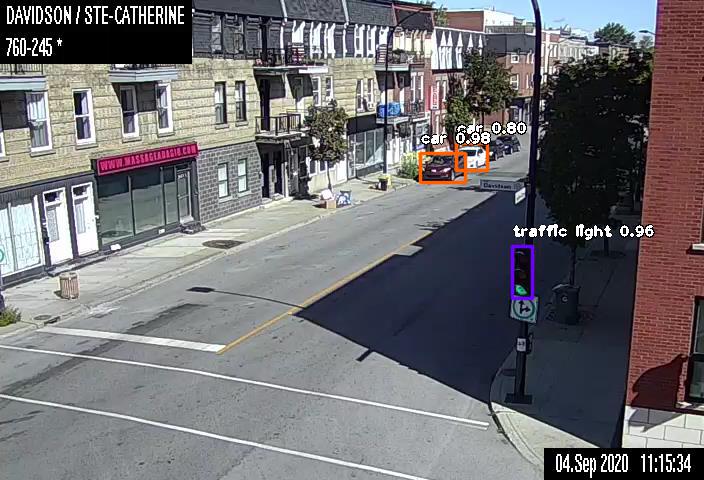 DAVIDSON / STE-CATHERINE
760-245 *
WWW.MASSAGEADAGIO.COM
car 0.98
car 0.80
Davidson
traffic light 0.96
04.Sep 2020 11:15:34